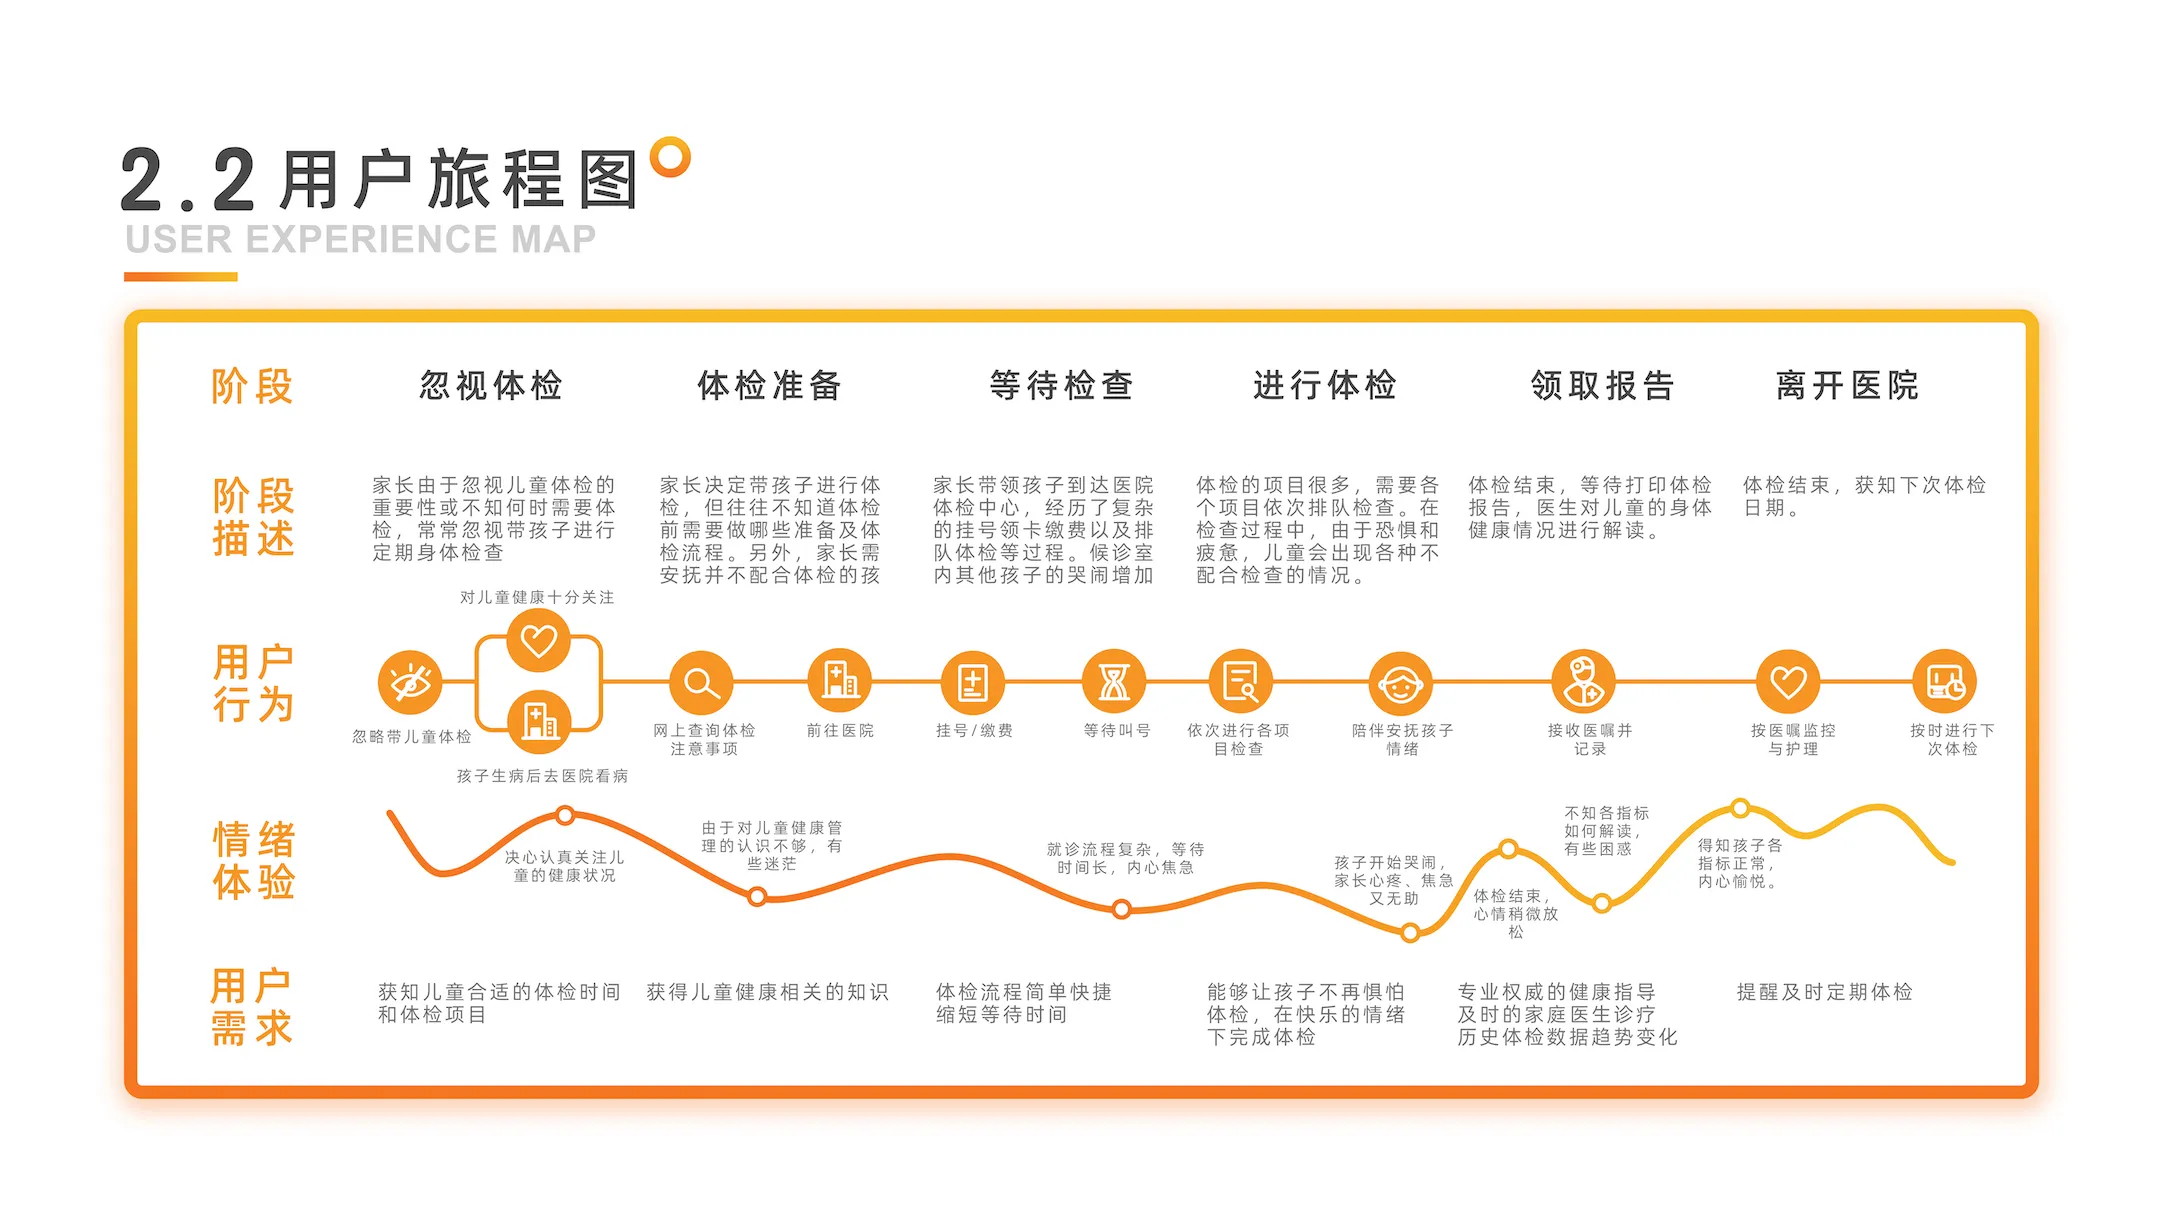 2.2用户旅程图
USER EXPERIENCE MAP
阶段
忽视体检
体检准备
等待检查
进行体检
领取报告
离开医院
阶段
描述
家长由于忽视儿童体检的
重要性或不知何时需要体
检，常常忽视带孩子进行
定期身体检查
家长决定带孩子进行体
检，但往往不知道体检
前需要做哪些准备及体
检流程。另外，家长需
安抚并不配合体检的孩
家长带领孩子到达医院
体检中心，经历了复杂
的挂号领卡缴费以及排
队体检等过程。候诊室
内其他孩子的哭闹增加
体检的项目很多，需要各
个项目依次排队检查。在
检查过程中，由于恐惧和
疲惫，儿童会出现各种不
配合检查的情况。
体检结束，等待打印体检
报告，医生对儿童的身体
健康情况进行解读。
体检结束，获知下次体检
日期。
用户
行为
忽略带儿童体检
对儿童健康十分关注
孩子生病后去医院看病
网上查询体检
注意事项
前往医院
挂号/缴费
等待叫号
依次进行各项
目检查
陪伴安抚孩子
情绪
接收医嘱并
记录
按医嘱监控
与护理
按时进行下
次体检
情绪
体验
决心认真关注儿
童的健康状况
由于对儿童健康管
理的认识不够，有
些迷茫
就诊流程复杂，等待
时间长，内心焦急
孩子开始哭闹，
家长心疼、焦急
又无助
体检结束，
心情稍微放
松
不知各指标
如何解读，
有些困惑
得知孩子各
指标正常，
内心愉悦。
用户
需求
获知儿童合适的体检时间
和体检项目
获得儿童健康相关的知识
体检流程简单快捷
缩短等待时间
能够让孩子不再惧怕
体检，在快乐的情绪
下完成体检
专业权威的健康指导
及时的家庭医生诊疗
历史体检数据趋势变化
提醒及时定期体检